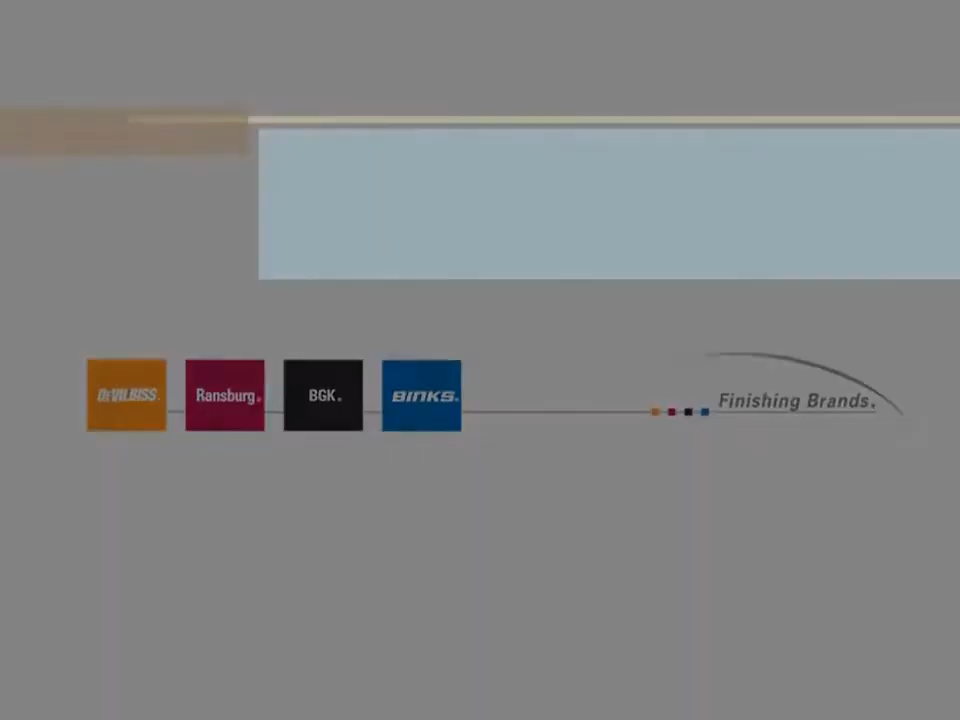 DeVILBISS.
Ransburg.
BGK.
BINKS.
Finishing Brands.